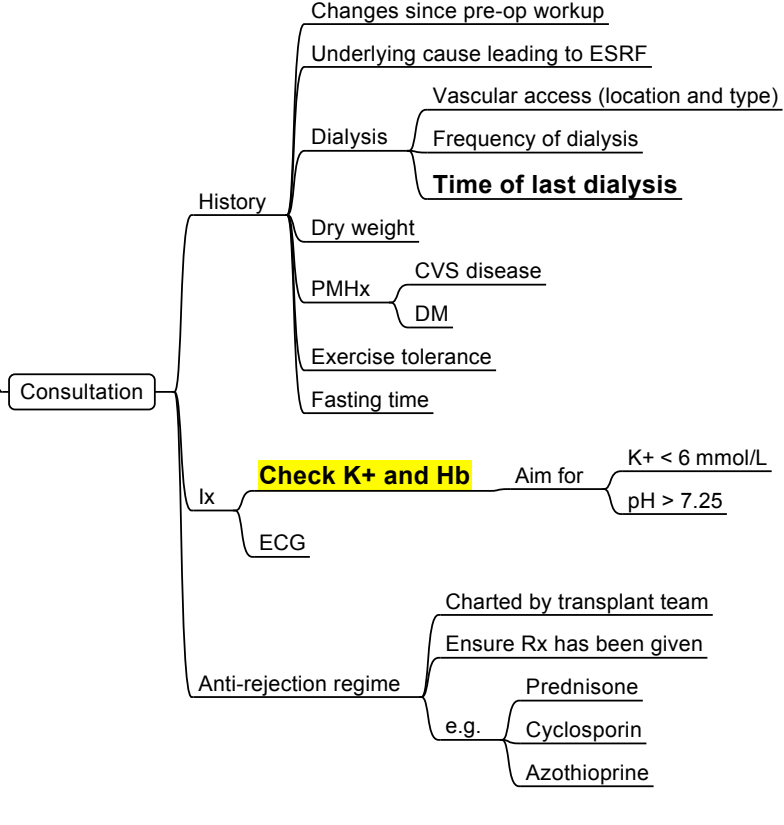 Consultation
History
Changes since pre-op workup
Underlying cause leading to ESRF
Dialysis
Vascular access (location and type)
Frequency of dialysis
Time of last dialysis
Dry weight
PMHx
CVS disease
DM
Exercise tolerance
Fasting time
Ix
Check K+ and Hb
Aim for
K+ < 6 mmol/L
pH > 7.25
ECG
Anti-rejection regime
Charted by transplant team
Ensure Rx has been given
e.g.
Prednisone
Cyclosporin
Azothioprine